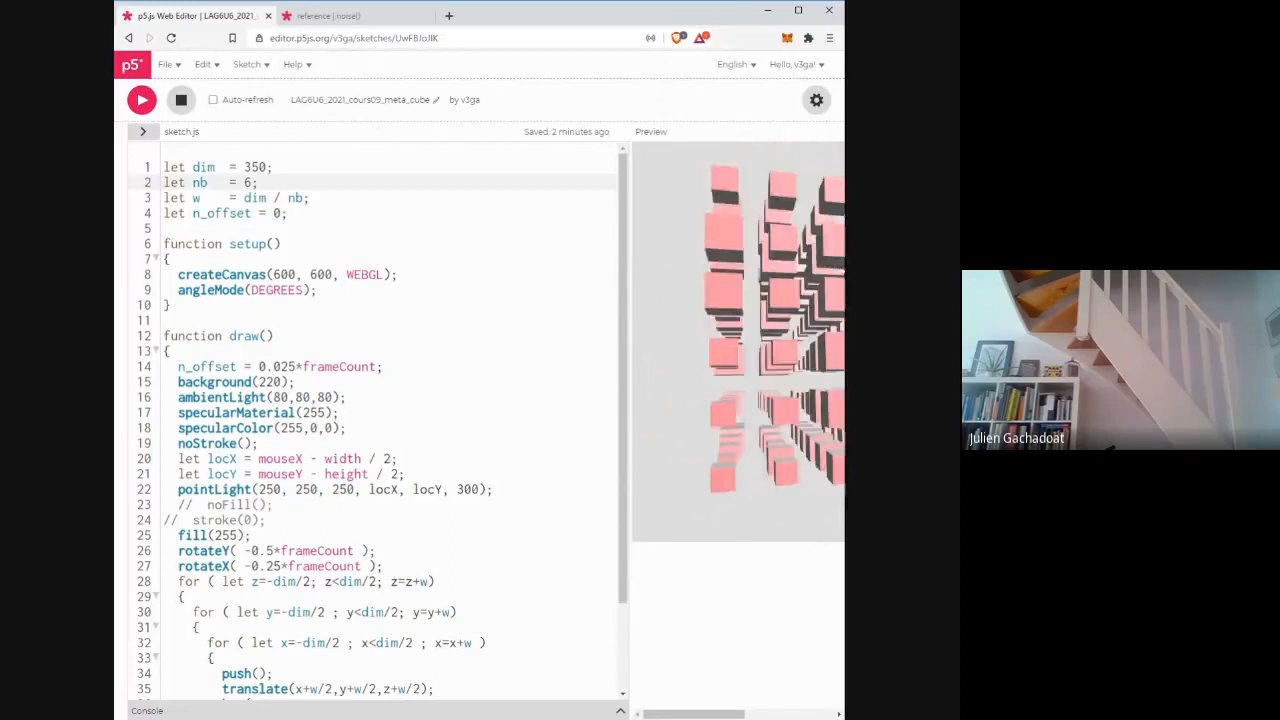 p5.js Web Editor | LAG6U6_2021_
reference | noise()
editor.p5js.org/v3ga/sketches/UwFBJoJIK
p5*
File
Edit
Sketch
Help
English
Hello, v3ga!
Auto-refresh
LAG6U6_2021_cours09_meta_cube
by v3ga
sketch.js
Saved: 2 minutes ago
Preview
1 let dim = 350;
2 let nb = 6;
3 let w = dim / nb;
4 let n_offset = 0;
5
6 function setup()
7 {
8 createCanvas(600, 600, WEBGL);
9 angleMode(DEGREES);
10 }
11
12 function draw()
13 {
14 n_offset = 0.025*frameCount;
15 background(220);
16 ambientLight(80,80,80);
17 specularMaterial(255);
18 specularColor(255,0,0);
19 noStroke();
20 let locX = mouseX - width / 2;
21 let locY = mouseY - height / 2;
22 pointLight(250, 250, 250, locX, locY, 300);
23 // noFill();
24 // stroke(0);
25 fill(255);
26 rotateY( -0.5*frameCount );
27 rotateX( -0.25*frameCount );
28 for ( let z=-dim/2; z<dim/2; z=z+w)
29 {
30 for ( let y=-dim/2 ; y<dim/2; y=y+w)
31 {
32 for ( let x=-dim/2 ; x<dim/2 ; x=x+w )
33 {
34 push();
35 translate(x+w/2,y+w/2,z+w/2);
Console
Julien Gachadoat